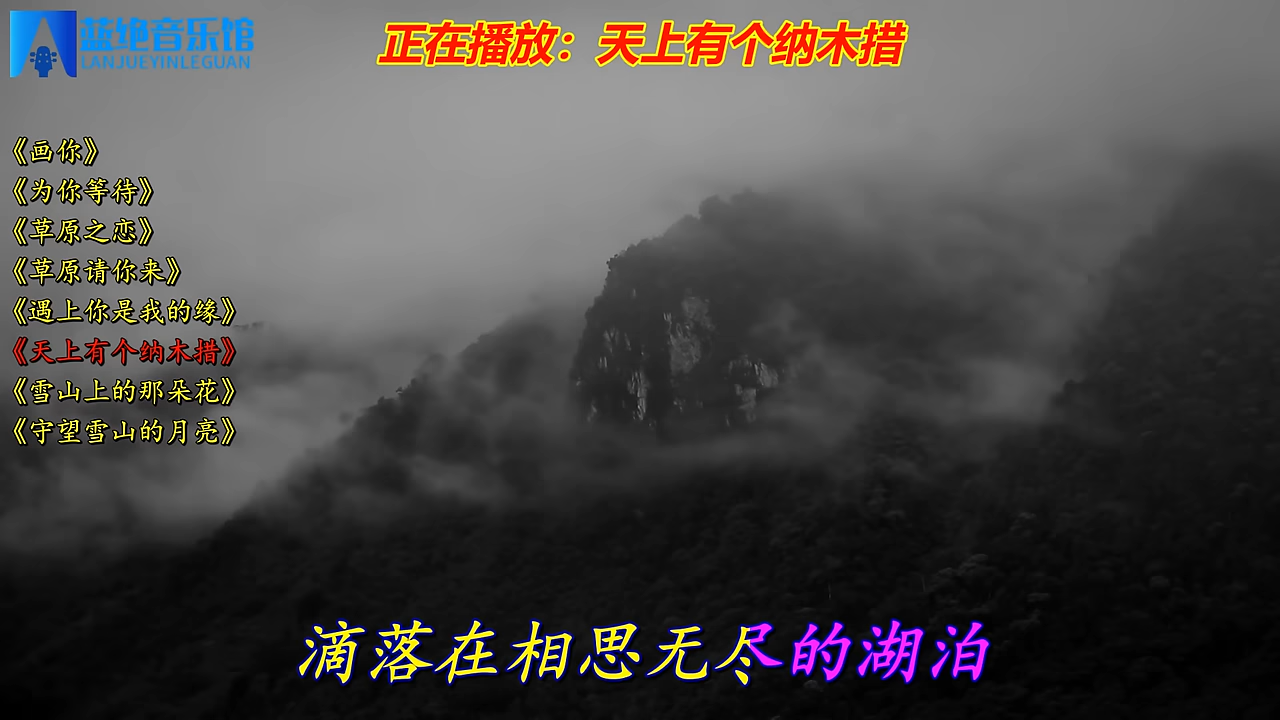 蓝绝音乐馆
LANJUEYINLEGUAN
正在播放：天上有个纳木措
《画你》
《为你等待》
《草原之恋》
《草原请你来》
《遇上你是我的缘》
《天上有个纳木措》
《雪山上的那朵花》
《守望雪山的月亮》
滴落在相思无尽的湖泊